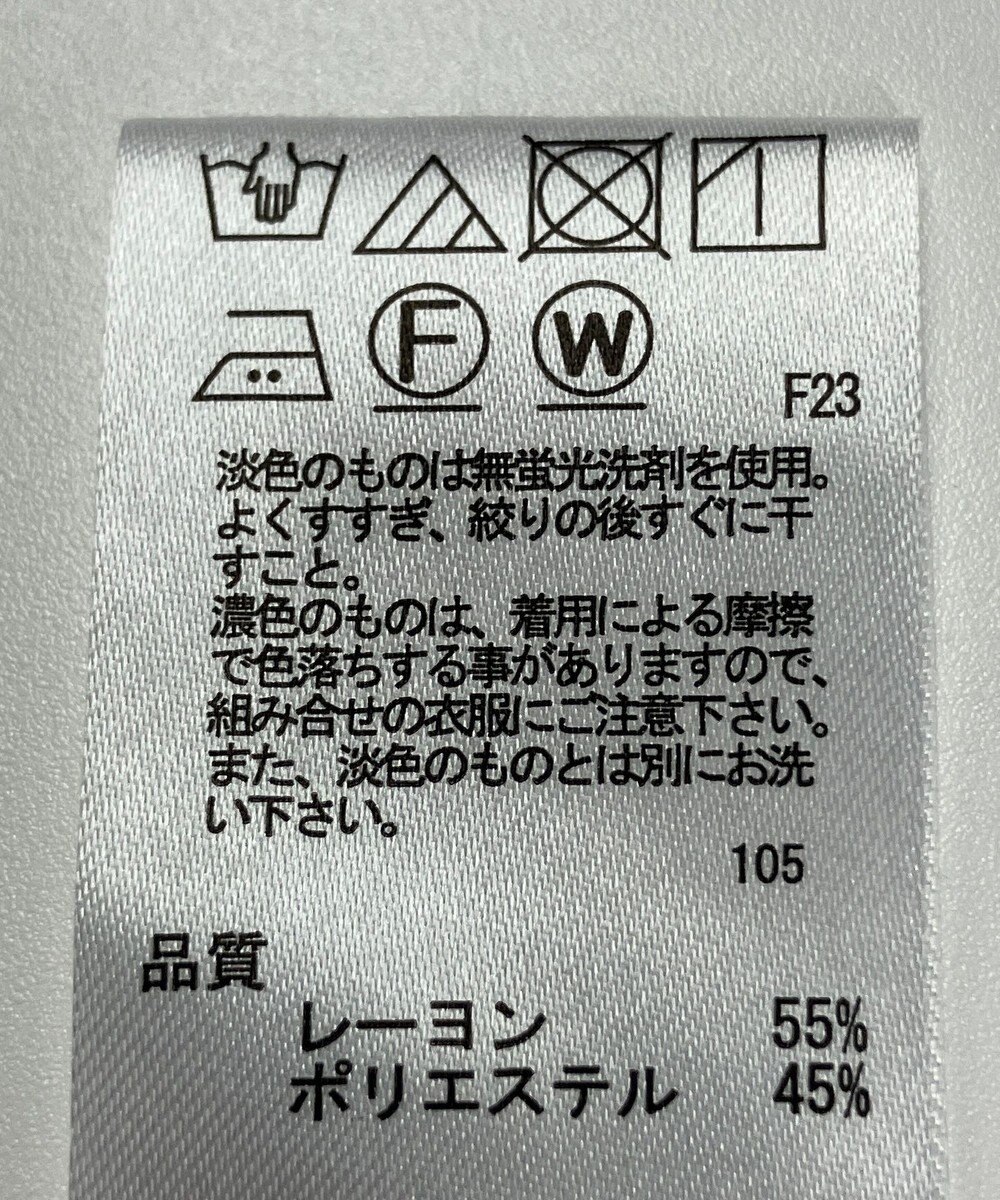 F W F23
淡色のものは無蛍光洗剤を使用。
よくすすぎ、絞りの後すぐに干
すこと。
濃色のものは、着用による摩擦
で色落ちする事がありますので、
組み合せの衣服にご注意下さい。
また、淡色のものとは別にお洗
い下さい。
105
品質
レーヨン 55%
ポリエステル 45%